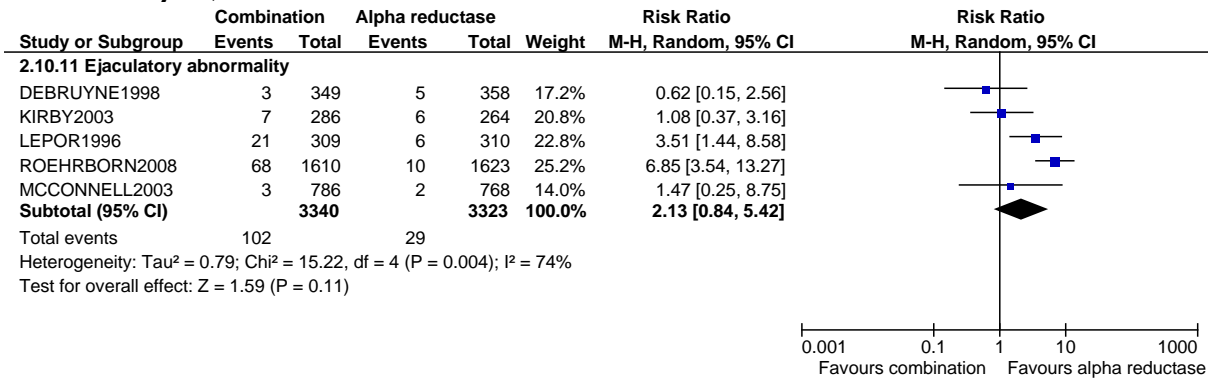 Combination Alpha reductase Risk Ratio Risk Ratio
Study or Subgroup Events Total Events Total Weight M-H, Random, 95% CI M-H, Random, 95% CI
2.10.11 Ejaculatory abnormality
DEBRUYNE1998 3 349 5 358 17.2% 0.62 [0.15, 2.56]
KIRBY2003 7 286 6 264 20.8% 1.08 [0.37, 3.16]
LEPOR1996 21 309 6 310 22.8% 3.51 [1.44, 8.58]
ROEHRBORN2008 68 1610 10 1623 25.2% 6.85 [3.54, 13.27]
MCCONNELL2003 3 786 2 768 14.0% 1.47 [0.25, 8.75]
Subtotal (95% CI) 3340 3323 100.0% 2.13 [0.84, 5.42]
Total events 102 29
Heterogeneity: Tau² = 0.79; Chi² = 15.22, df = 4 (P = 0.004); I² = 74%
Test for overall effect: Z = 1.59 (P = 0.11)
0.001 0.1 1 10 1000
Favours combination Favours alpha reductase